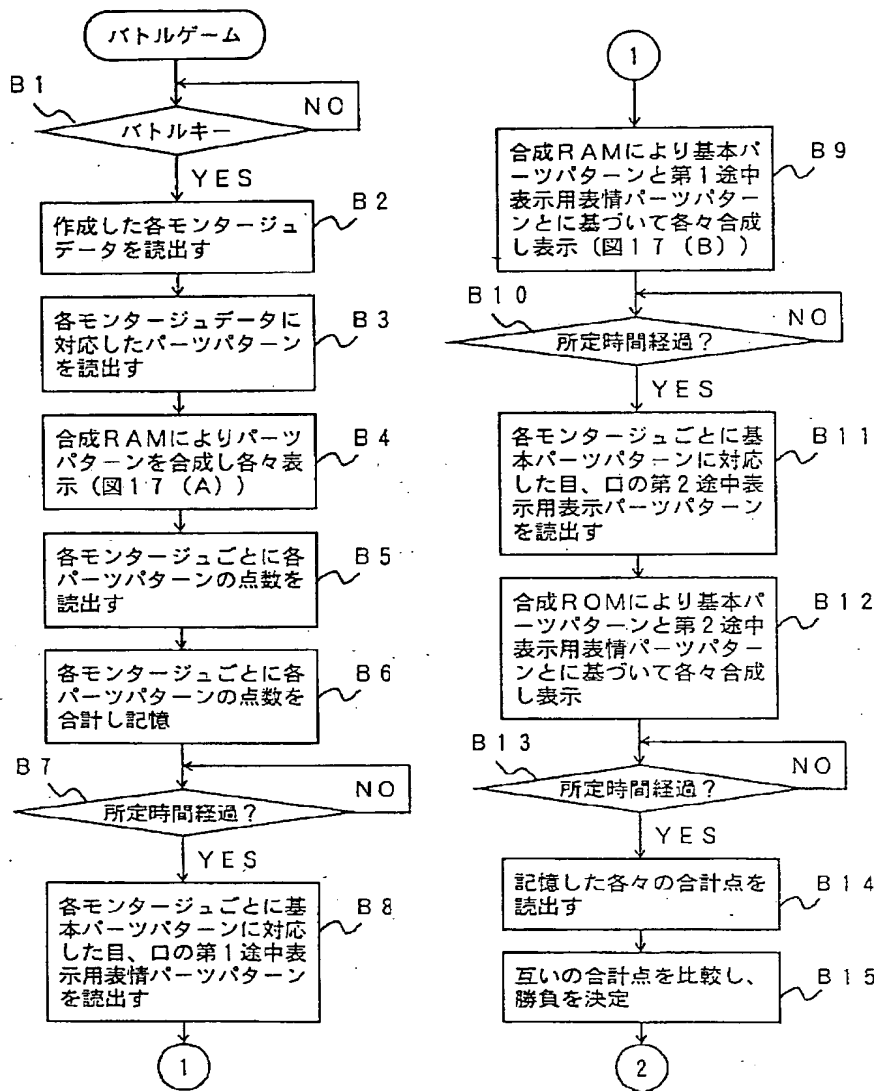 バトルゲーム
B1
NO
バトルキー
YES
B2
作成した各モンタージュ
データを読出す
B3
各モンタージュデータに
対応したパーツパターン
を読出す
B4
合成RAMによりパーツ
パターンを合成し各々表
示(図17(A))
B5
各モンタージュごとに各
パーツパターンの点数を
読出す
B6
各モンタージュごとに各
パーツパターンの点数を
合計し記憶
B7
NO
所定時間経過?
YES
B8
各モンタージュごとに基
本パーツパターンに対応
した目、口の第1途中表
示用表情パーツパターン
を読出す
1
1
B9
合成RAMにより基本パ
ーツパターンと第1途中
表示用表情パーツパター
ンとに基づいて各々合成
し表示(図17(B))
B10
NO
所定時間経過?
YES
B11
各モンタージュごとに基
本パーツパターンに対応
した目、口の第2途中表
示用表示パーツパターン
を読出す
B12
合成ROMにより基本パ
ーツパターンと第2途中
表示用表情パーツパター
ンとに基づいて各々合成
し表示
B13
NO
所定時間経過?
YES
B14
記憶した各々の合計点を
読出す
B15
互いの合計点を比較し、
勝負を決定
2